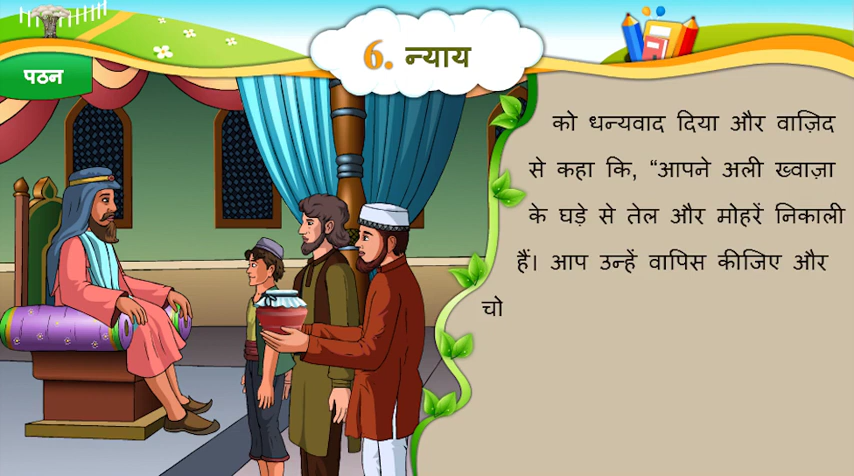 6. न्याय
पठन
को धन्यवाद दिया और वाज़िद
से कहा कि, “आपने अली ख्वाज़ा
के घड़े से तेल और मोहरें निकाली
हैं। आप उन्हें वापिस कीजिए और
चो